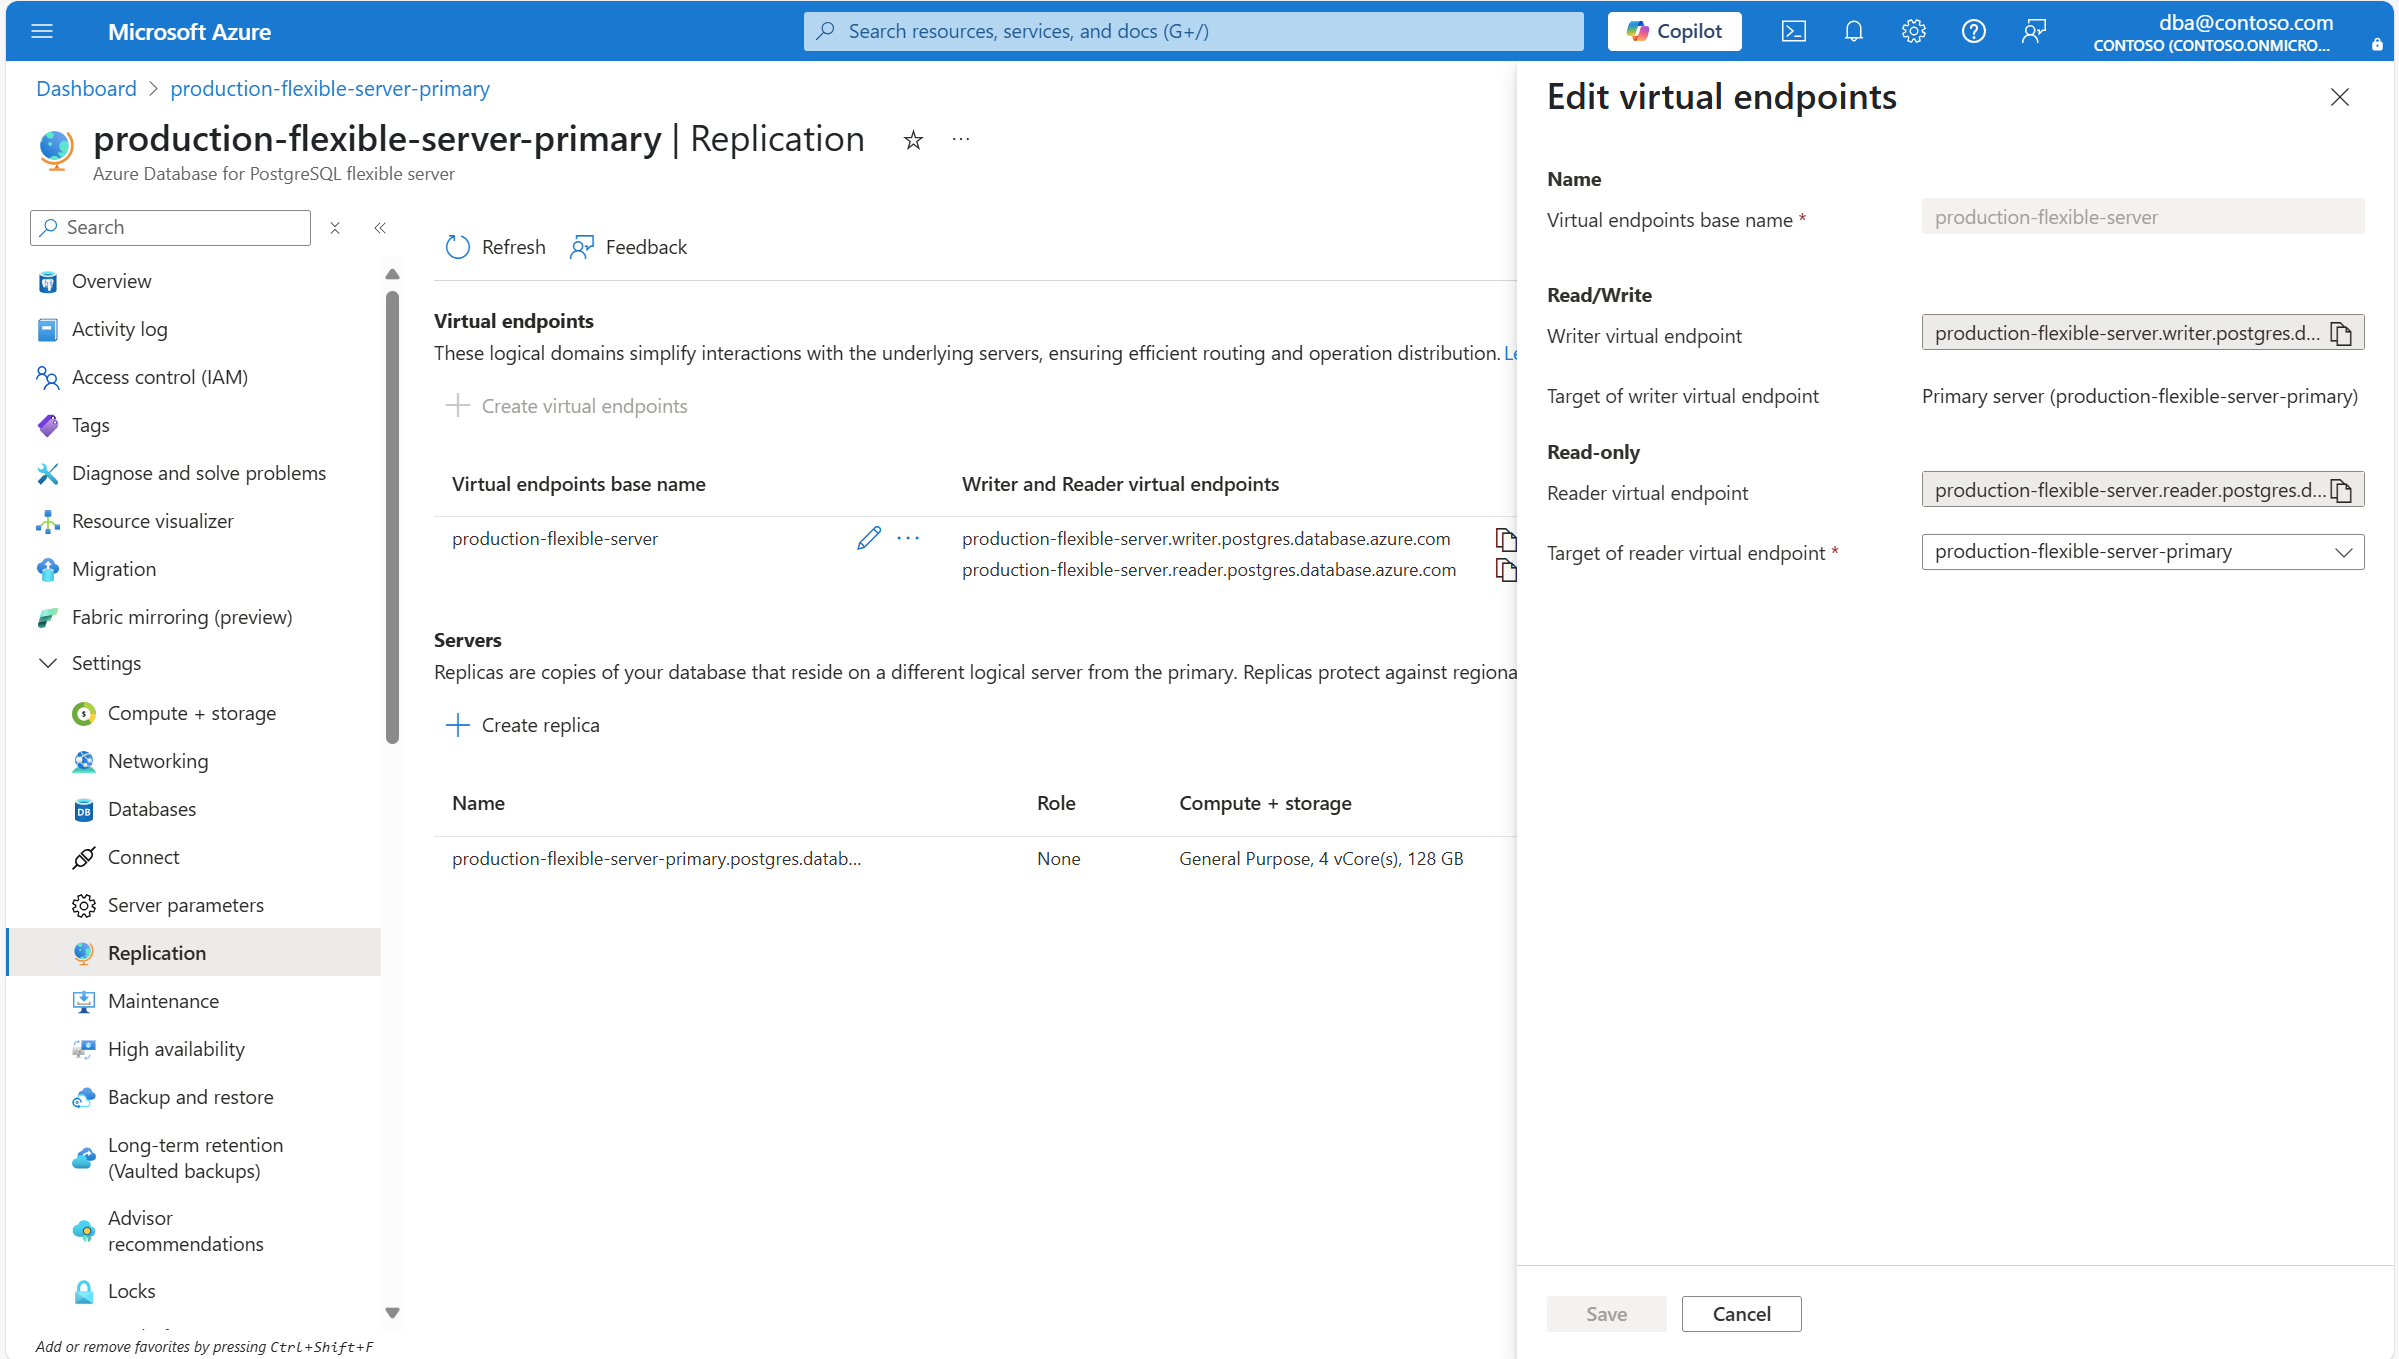 Microsoft Azure
Search resources, services, and docs (G+/)
Copilot
dba@contoso.com
CONTOSO (CONTOSO.ONMICRO...
Dashboard > production-flexible-server-primary
production-flexible-server-primary | Replication
Azure Database for PostgreSQL flexible server
Search
Overview
Activity log
Access control (IAM)
Tags
Diagnose and solve problems
Resource visualizer
Migration
Fabric mirroring (preview)
Settings
Compute + storage
Networking
Databases
Connect
Server parameters
Replication
Maintenance
High availability
Backup and restore
Long-term retention
(Vaulted backups)
Advisor
recommendations
Locks
Add or remove favorites by pressing Ctrl+Shift+F
Refresh
Feedback
Virtual endpoints
These logical domains simplify interactions with the underlying servers, ensuring efficient routing and operation distribution.
Create virtual endpoints
Virtual endpoints base name
Writer and Reader virtual endpoints
production-flexible-server
production-flexible-server.writer.postgres.database.azure.com
production-flexible-server.reader.postgres.database.azure.com
Servers
Replicas are copies of your database that reside on a different logical server from the primary. Replicas protect against regiona
Create replica
Name
Role
Compute + storage
production-flexible-server-primary.postgres.datab...
None
General Purpose, 4 vCore(s), 128 GB
Edit virtual endpoints
Name
Virtual endpoints base name *
production-flexible-server
Read/Write
Writer virtual endpoint
production-flexible-server.writer.postgres.d...
Target of writer virtual endpoint
Primary server (production-flexible-server-primary)
Read-only
Reader virtual endpoint
production-flexible-server.reader.postgres.d...
Target of reader virtual endpoint *
production-flexible-server-primary
Save
Cancel